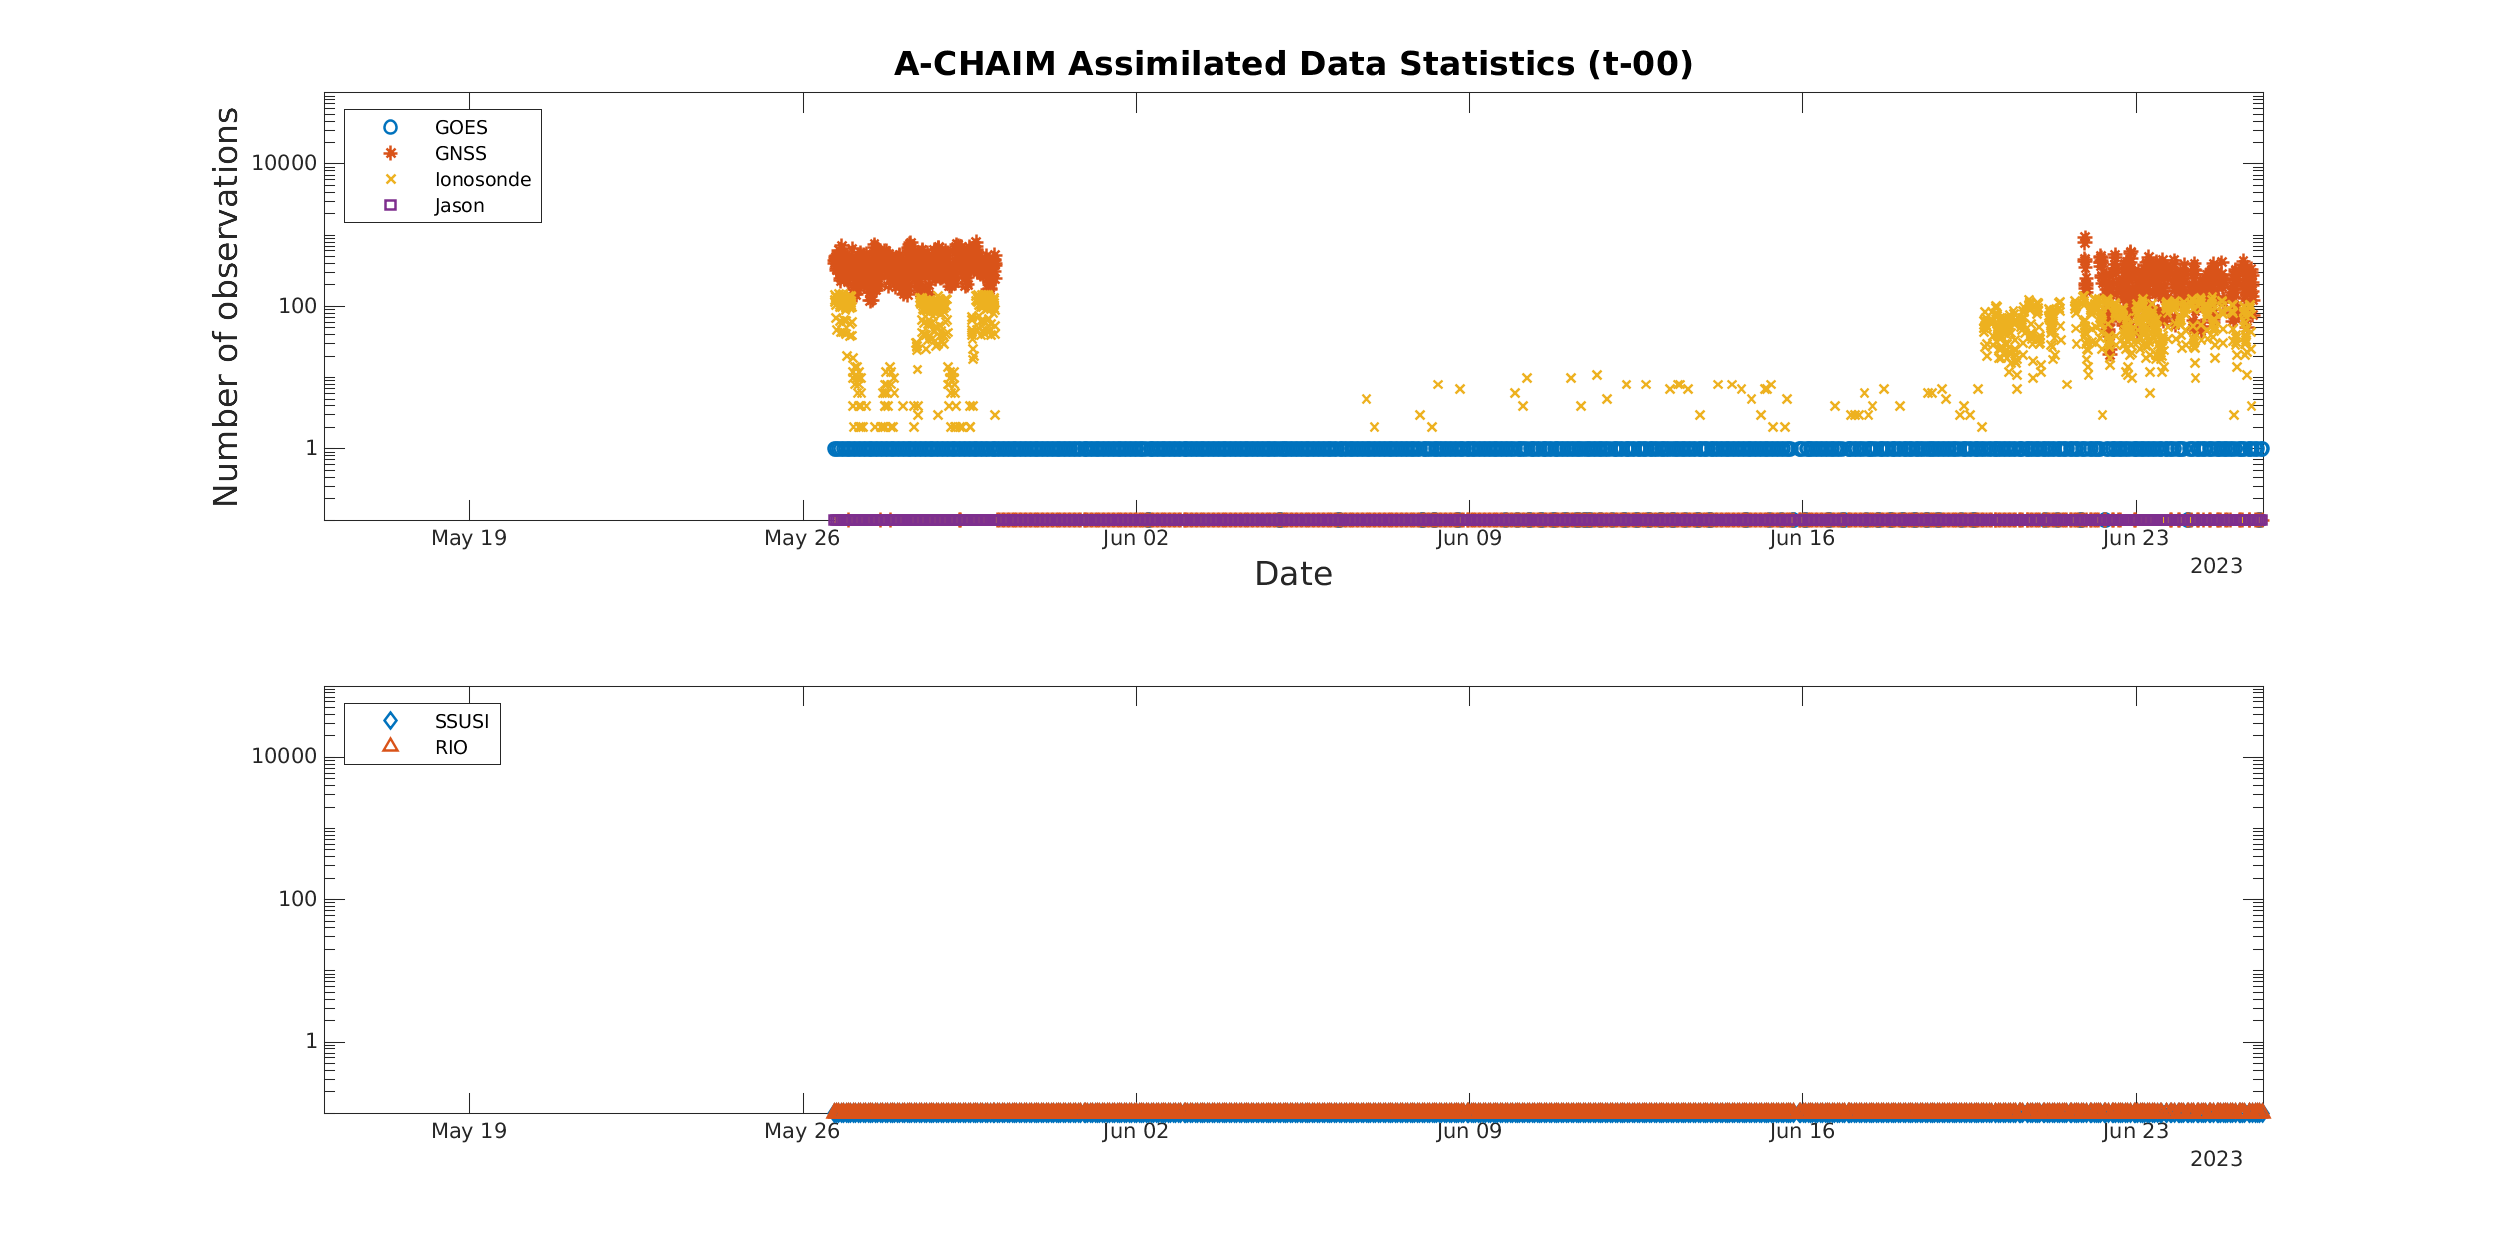 A-CHAIM Assimilated Data Statistics (t-00)
Number of observations
10000
100
1
GOES
GNSS
Ionosonde
Jason
May 19
May 26
Jun 02
Jun 09
Jun 16
Jun 23
2023
Date
10000
100
1
SSUSI
RIO
May 19
May 26
Jun 02
Jun 09
Jun 16
Jun 23
2023